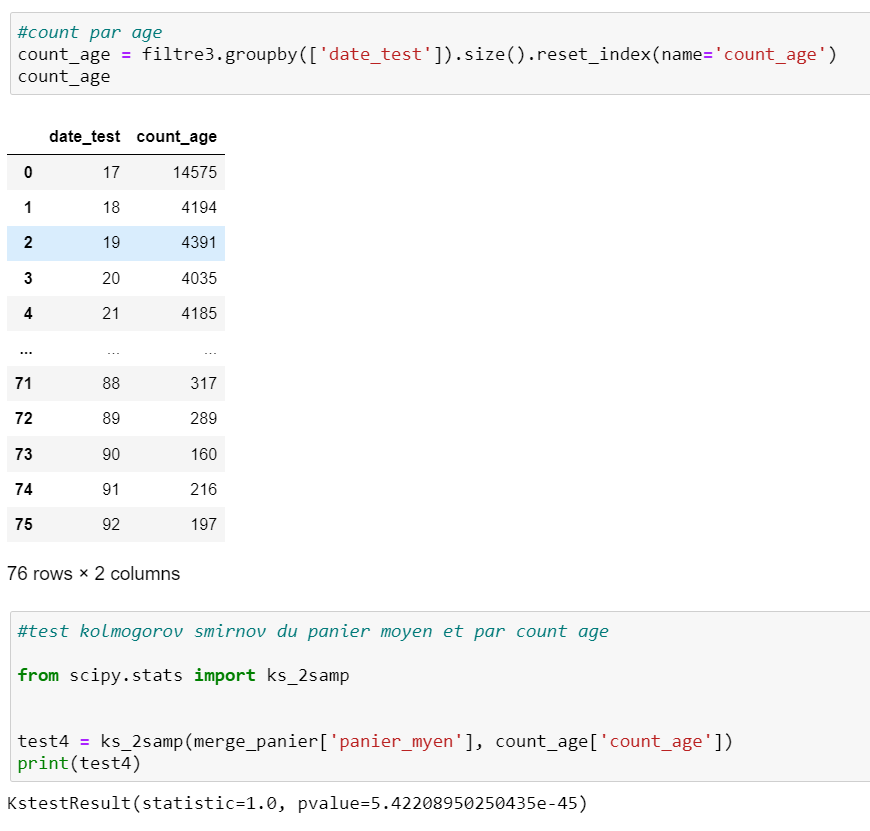 #count par age
count_age = filtre3.groupby(['date_test']).size().reset_index(name='count_age')
count_age
date_test count_age
0 17 14575
1 18 4194
2 19 4391
3 20 4035
4 21 4185
... ... ...
71 88 317
72 89 289
73 90 160
74 91 216
75 92 197
76 rows × 2 columns
#test kolmogorov smirnov du panier moyen et par count age
from scipy.stats import ks_2samp
test4 = ks_2samp(merge_panier['panier_myen'], count_age['count_age'])
print(test4)
KstestResult(statistic=1.0, pvalue=5.42208950250435e-45)